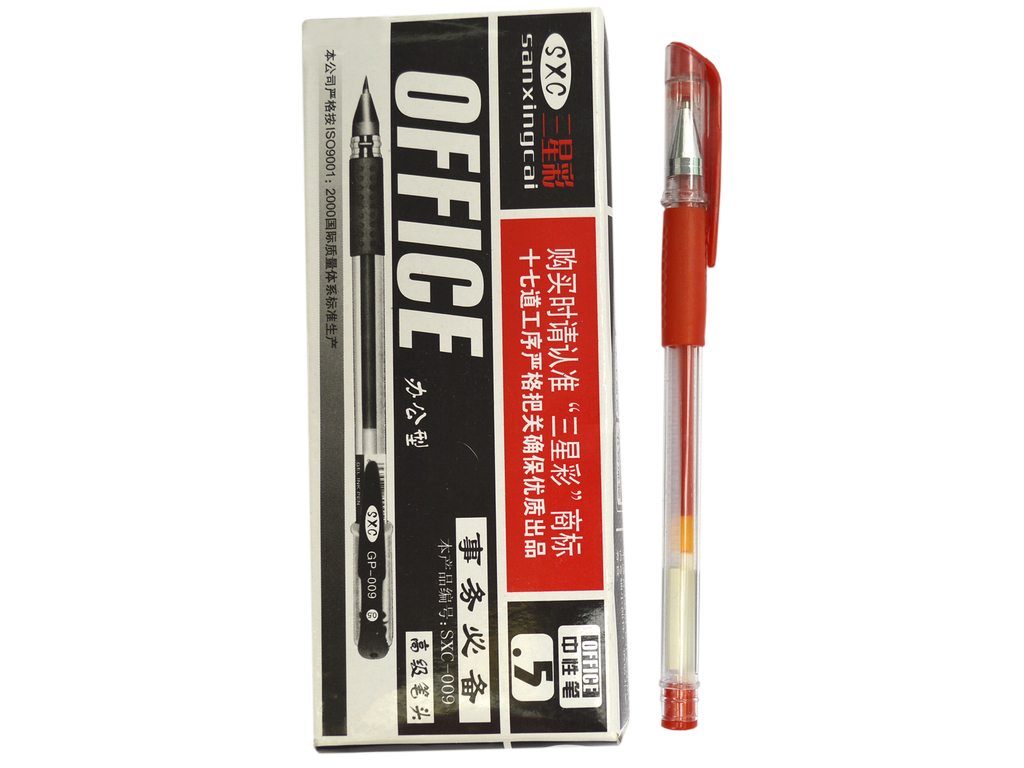 SXC 三星彩
sanxingcai
购买时请认准“三星彩”商标
十七道工序严格把关确保优质出品
OFFICE
中性笔
.5
OFFICE
办公型
事务必备
本产品编号:SXC-009
高级笔头
GEL INK PEN
SXC GP-009 05
本公司严格按ISO9001:2000国际质量体系标准生产